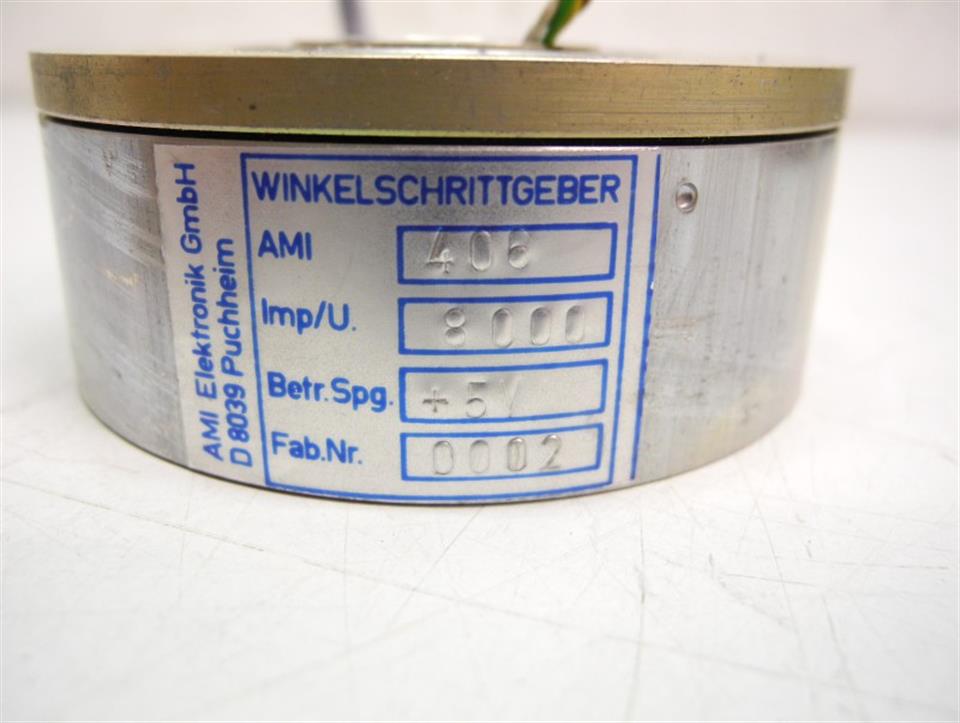 AMI Elektronik GmbH
D 8039 Puchheim
WINKELSCHRITTGEBER
AMI 406
Imp/U. 8000
Betr.Spg. +5V
Fab.Nr. 0002